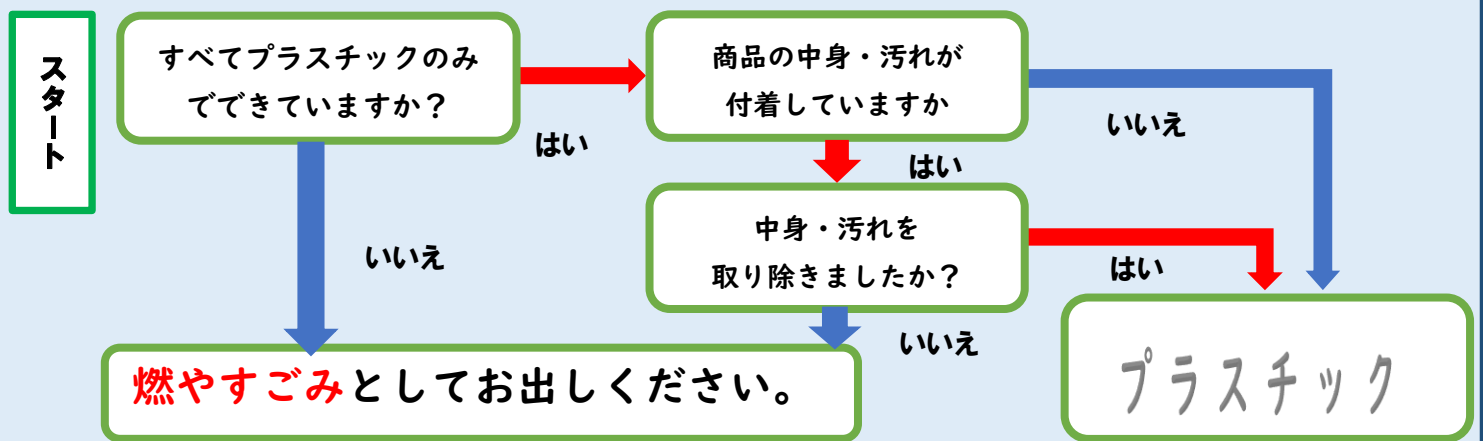 スタート
すべてプラスチックのみ
でできていますか？
はい
商品の中身・汚れが
付着していますか
いいえ
はい
中身・汚れを
取り除きましたか？
はい
いいえ
いいえ
燃やすごみとしてお出しください。
プラスチック